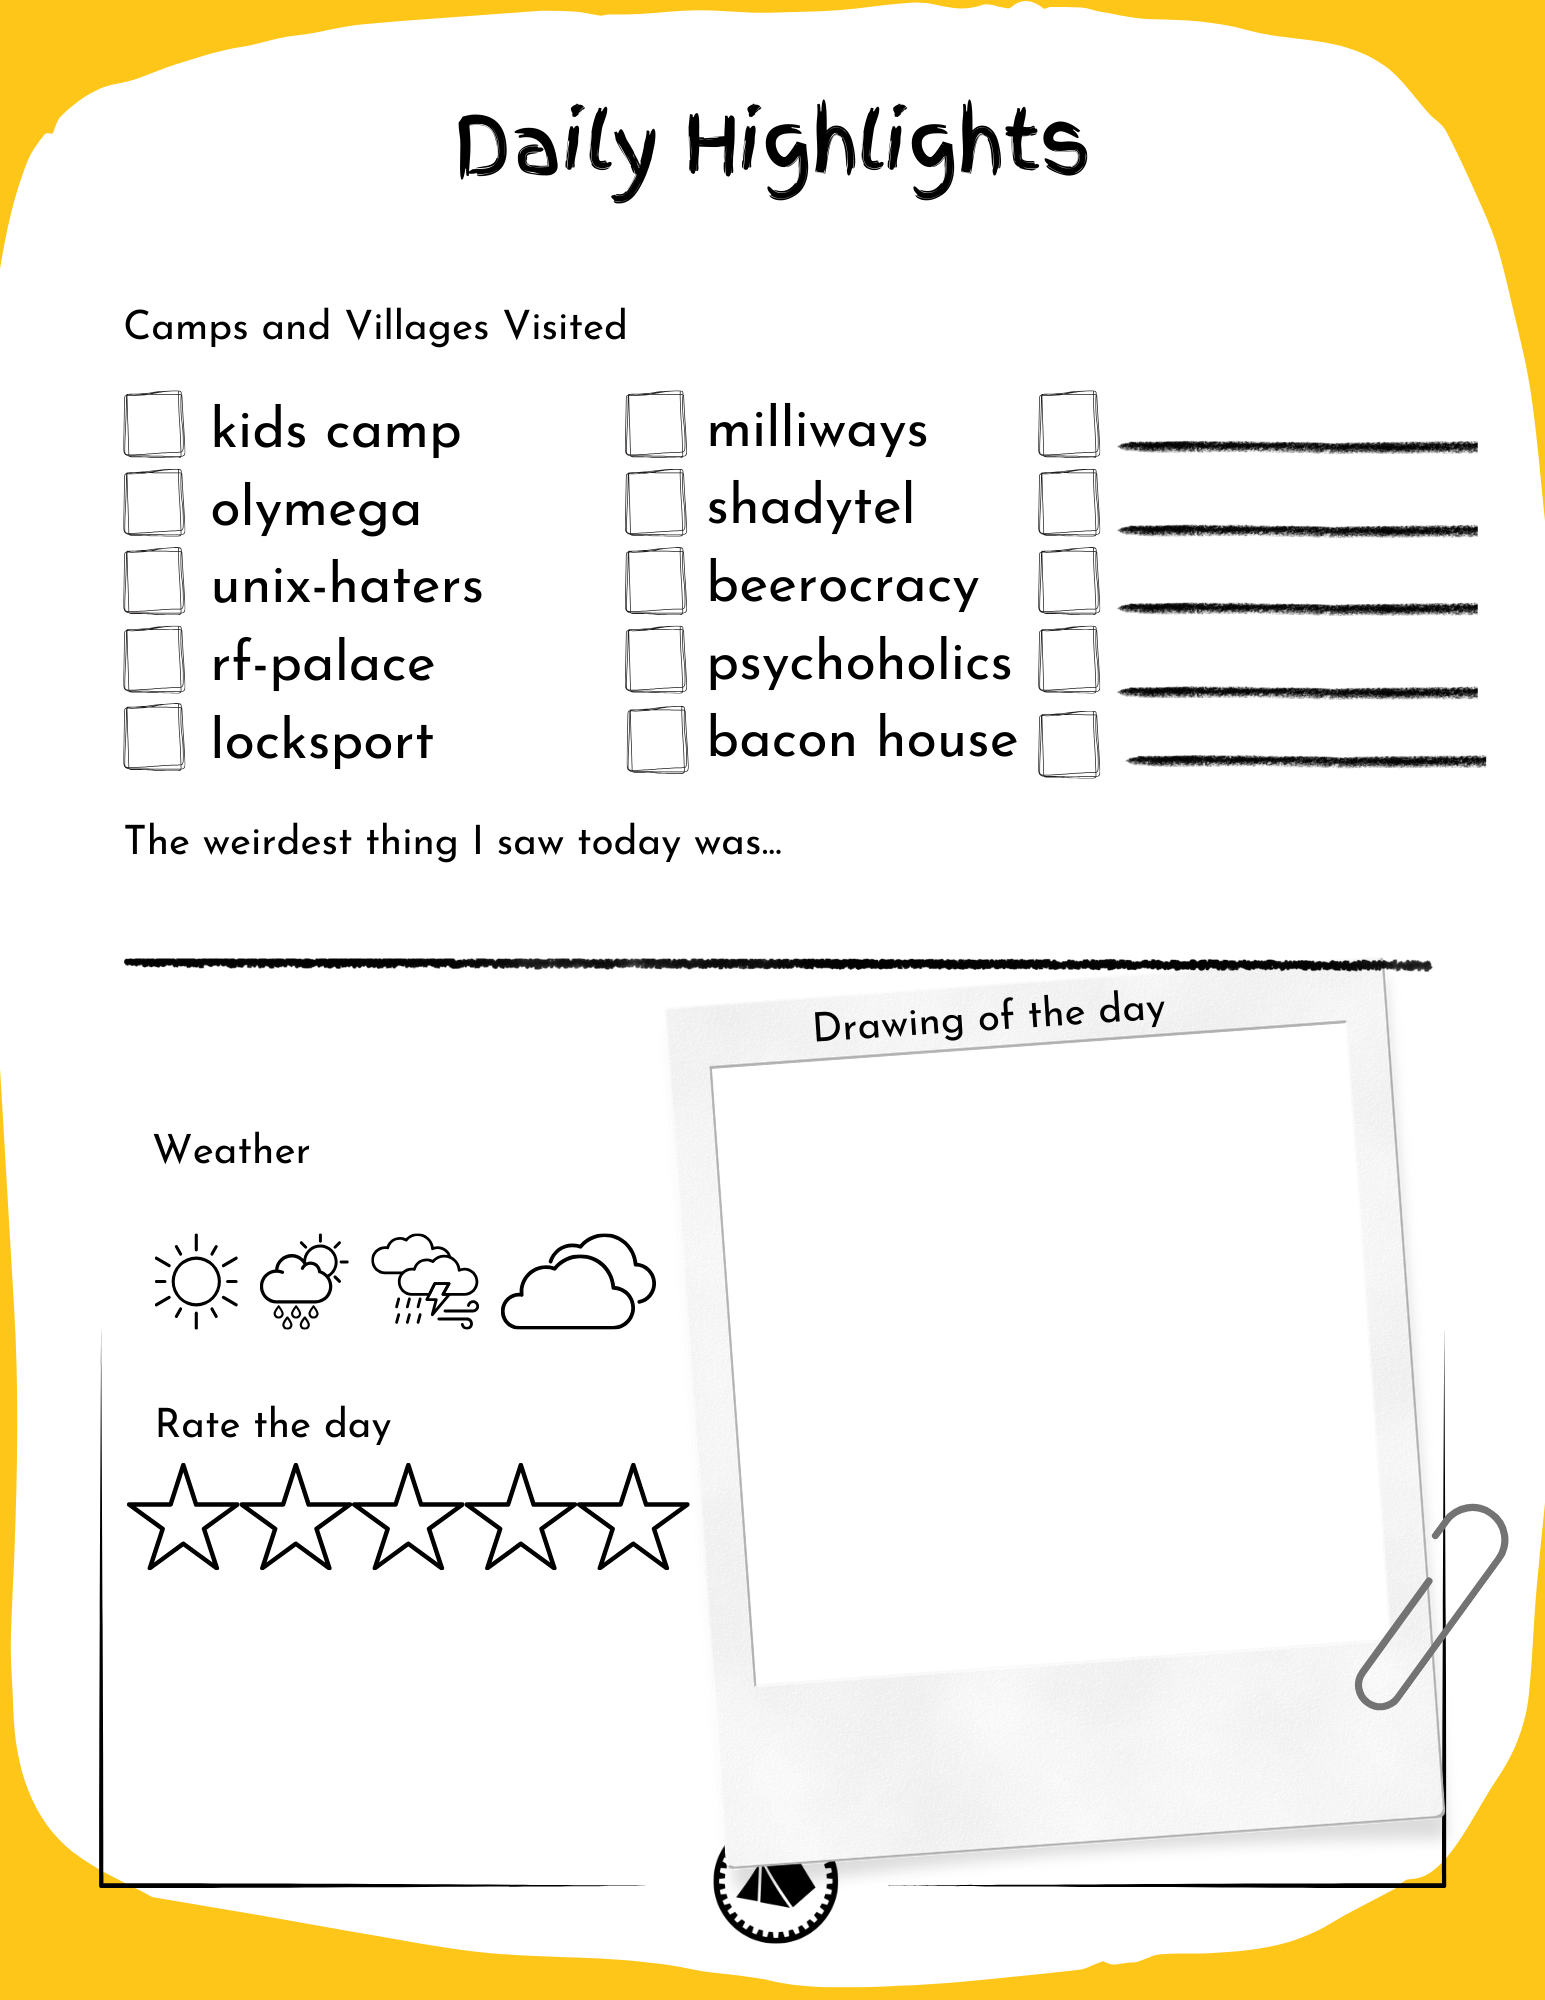 Daily Highlights
Camps and Villages Visited
kids camp
olymega
unix-haters
rf-palace
locksport
milliways
shadytel
beerocracy
psychoholics
bacon house
The weirdest thing I saw today was...
Drawing of the day
Weather
Rate the day